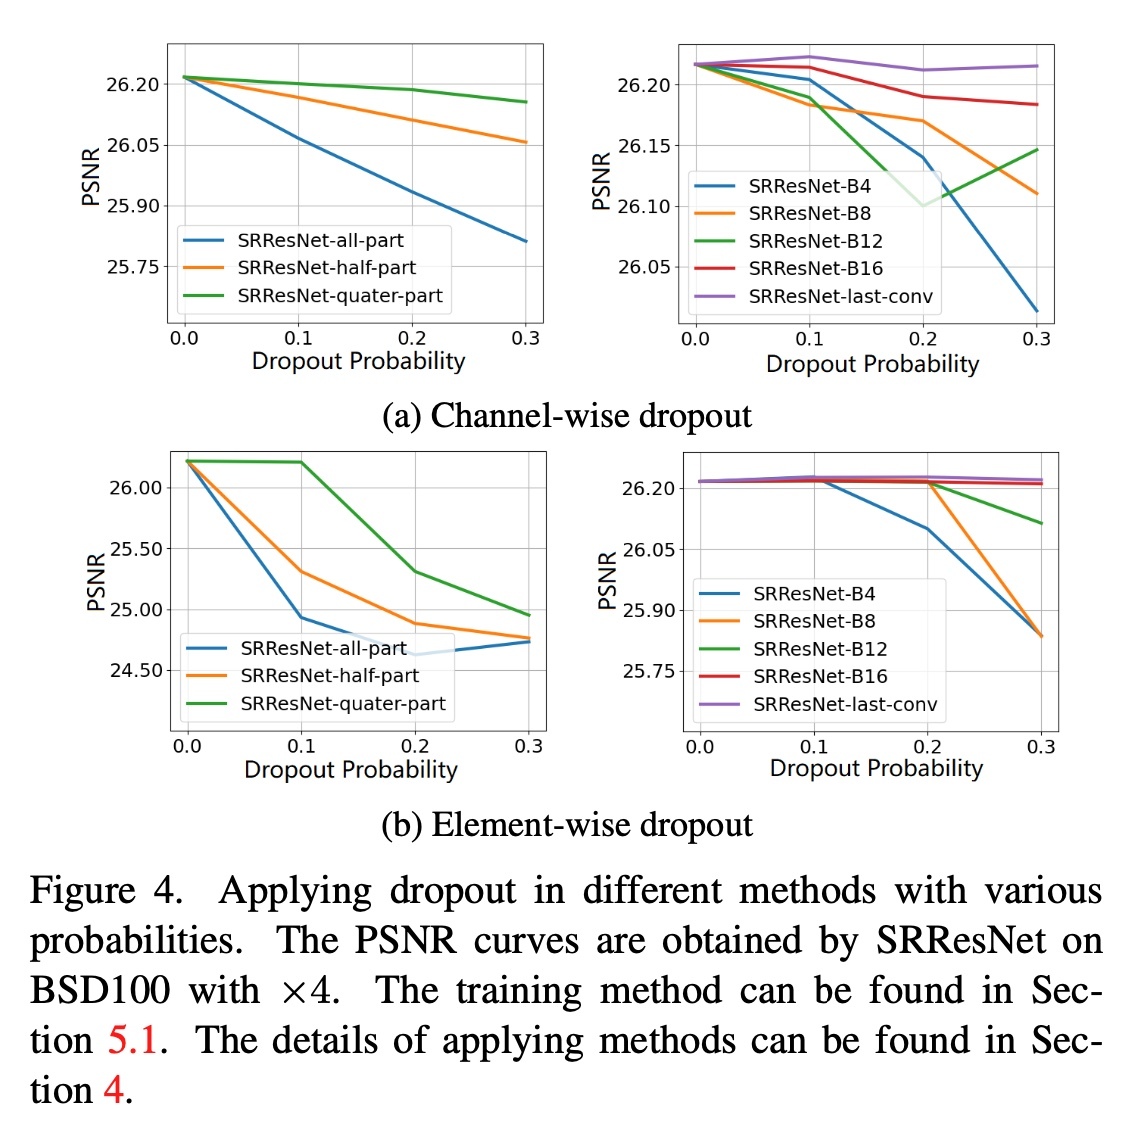 26.20
26.05
25.90
25.75
PSNR
SRResNet-all-part
SRResNet-half-part
SRResNet-quater-part
0.0 0.1 0.2 0.3
Dropout Probability
26.20
26.15
26.10
26.05
PSNR
SRResNet-B4
SRResNet-B8
SRResNet-B12
SRResNet-B16
SRResNet-last-conv
0.0 0.1 0.2 0.3
Dropout Probability
(a) Channel-wise dropout
26.00
25.50
25.00
24.50
PSNR
SRResNet-all-part
SRResNet-half-part
SRResNet-quater-part
0.0 0.1 0.2 0.3
Dropout Probability
26.20
26.05
25.90
25.75
PSNR
SRResNet-B4
SRResNet-B8
SRResNet-B12
SRResNet-B16
SRResNet-last-conv
0.0 0.1 0.2 0.3
Dropout Probability
(b) Element-wise dropout
Figure 4. Applying dropout in different methods with various
probabilities. The PSNR curves are obtained by SRResNet on
BSD100 with ×4. The training method can be found in Sec-
tion 5.1. The details of applying methods can be found in Sec-
tion 4.